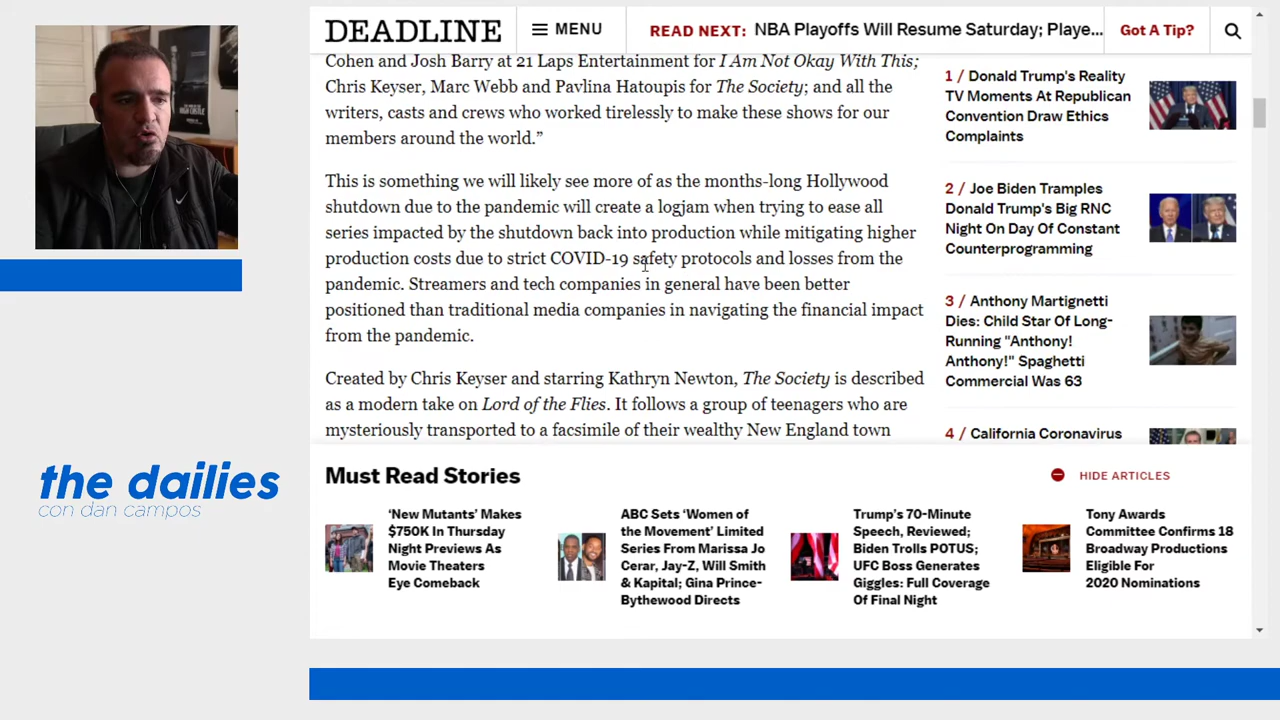 DEADLINE
MENU
READ NEXT: NBA Playoffs Will Resume Saturday; Playe...
Got A Tip?
Cohen and Josh Barry at 21 Laps Entertainment for I Am Not Okay With This;
Chris Keyser, Marc Webb and Pavlina Hatoupis for The Society; and all the
writers, casts and crews who worked tirelessly to make these shows for our
members around the world.”
This is something we will likely see more of as the months-long Hollywood
shutdown due to the pandemic will create a logjam when trying to ease all
series impacted by the shutdown back into production while mitigating higher
production costs due to strict COVID-19 safety protocols and losses from the
pandemic. Streamers and tech companies in general have been better
positioned than traditional media companies in navigating the financial impact
from the pandemic.
Created by Chris Keyser and starring Kathryn Newton, The Society is described
as a modern take on Lord of the Flies. It follows a group of teenagers who are
mysteriously transported to a facsimile of their wealthy New England town
1 / Donald Trump's Reality
TV Moments At Republican
Convention Draw Ethics
Complaints
2 / Joe Biden Tramples
Donald Trump's Big RNC
Night On Day Of Constant
Counterprogramming
3 / Anthony Martignetti
Dies: Child Star Of Long-
Running "Anthony!
Anthony!" Spaghetti
Commercial Was 63
4 / California Coronavirus
Must Read Stories
HIDE ARTICLES
‘New Mutants’ Makes
$750K In Thursday
Night Previews As
Movie Theaters
Eye Comeback
ABC Sets ‘Women of
the Movement’ Limited
Series From Marissa Jo
Cerar, Jay-Z, Will Smith
& Kapital; Gina Prince-
Bythewood Directs
Trump’s 70-Minute
Speech, Reviewed;
Biden Trolls POTUS;
UFC Boss Generates
Giggles: Full Coverage
Of Final Night
Tony Awards
Committee Confirms 18
Broadway Productions
Eligible For
2020 Nominations
the dailies
con dan campos